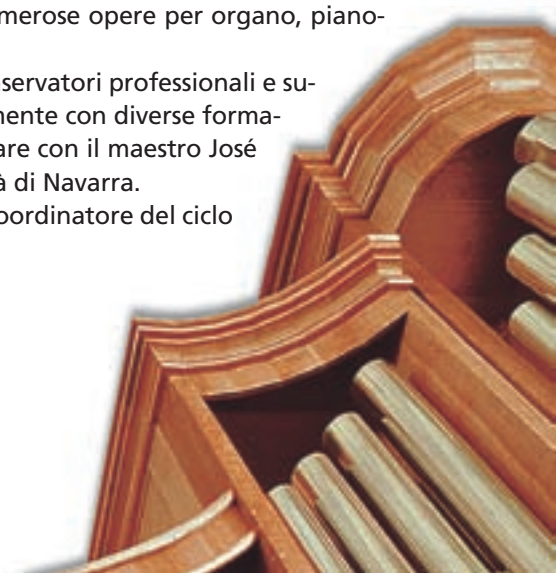 merose opere per organo, piano-
servatori professionali e su-
mente con diverse forma-
are con il maestro José
à di Navarra.
oordinatore del ciclo